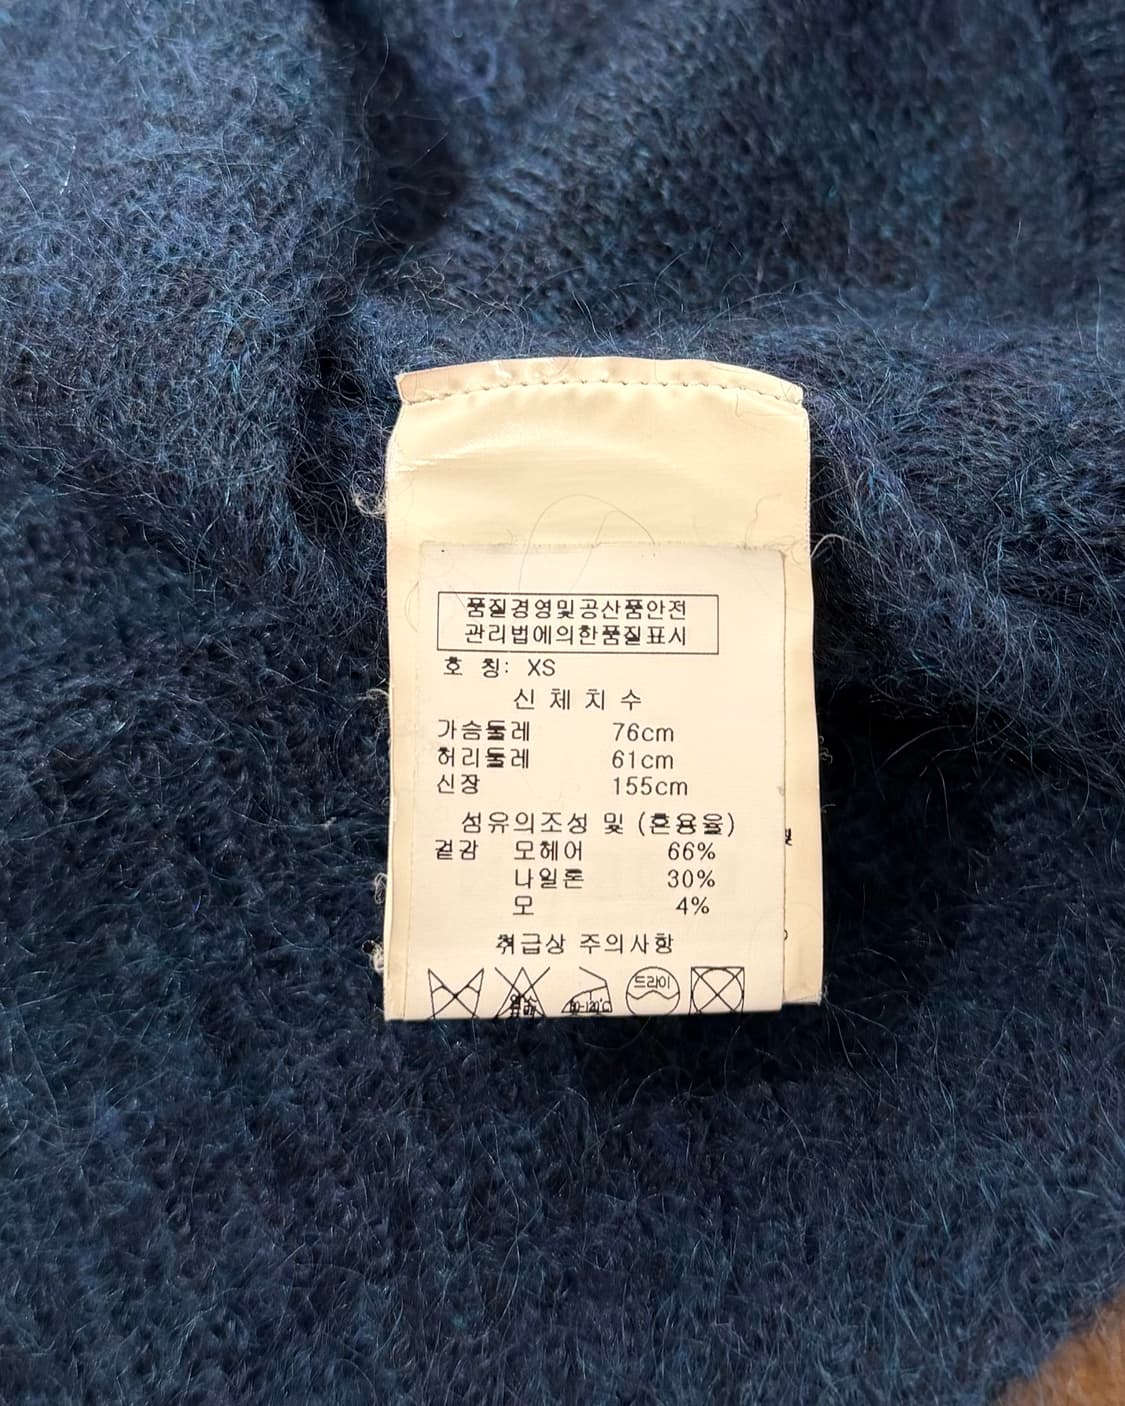 품질경영및공산품안전
관리법에의한품질표시
호 칭: XS
신 체 치 수
가슴둘레 76cm
허리둘레 61cm
신장 155cm
섬유의조성 및 (혼용율)
겉감 모헤어 66%
나일론 30%
모 4%
취급상 주의사항
80-120℃ 드라이